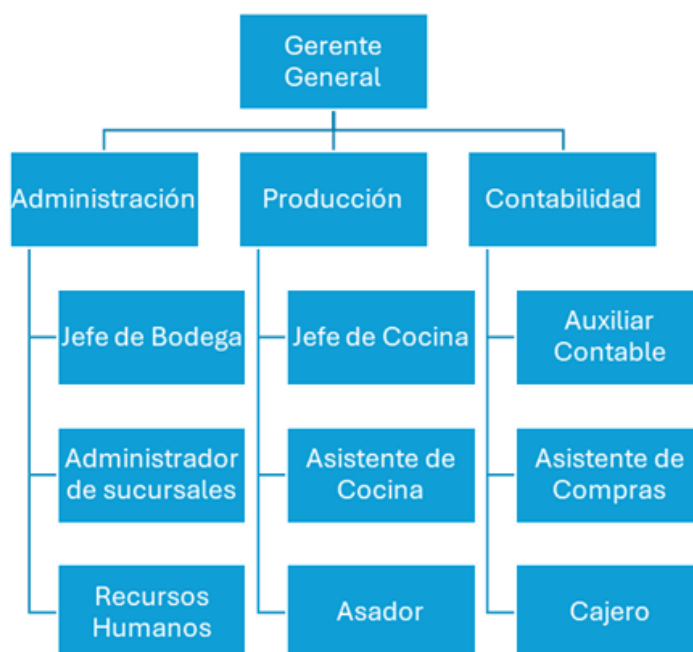 Gerente
General
Administración
Producción
Contabilidad
Jefe de Bodega
Jefe de Cocina
Auxiliar
Contable
Administrador
de sucursales
Asistente de
Cocina
Asistente de
Compras
Recursos
Humanos
Asador
Cajero